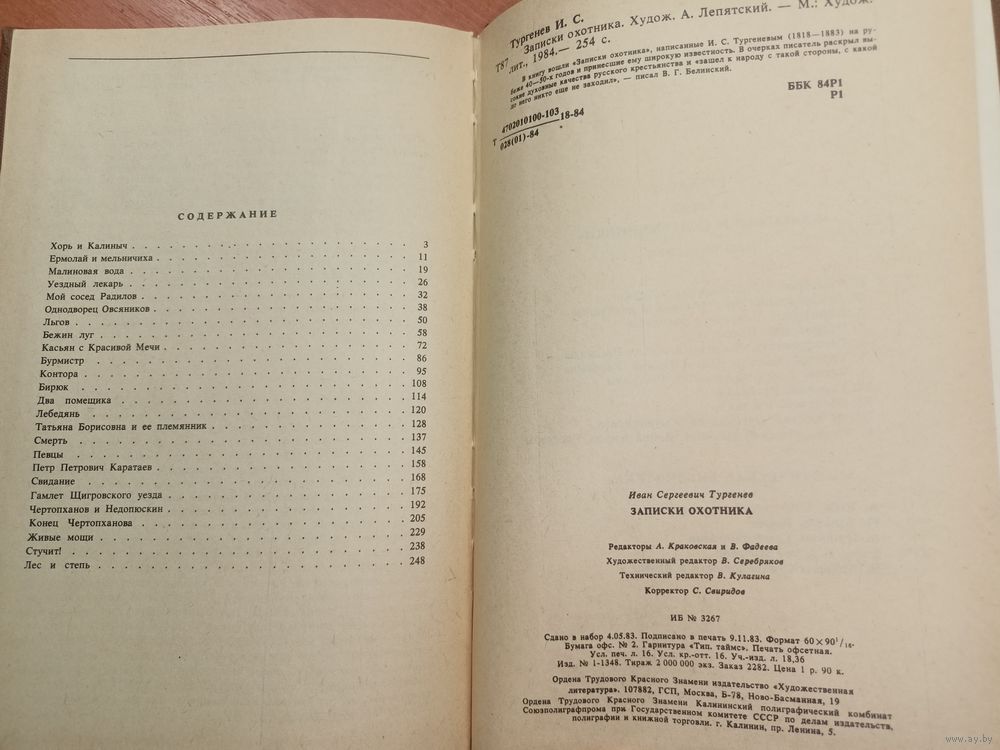 СОДЕРЖАНИЕ
Хорь и Калиныч . . . . . . . . . . . . 3
Ермолай и мельничиха . . . . . . . . . . . . 11
Малиновая вода . . . . . . . . . . . . 19
Уездный лекарь . . . . . . . . . . . . 26
Мой сосед Радилов . . . . . . . . . . . . 32
Однодворец Овсяников . . . . . . . . . . . . 38
Льгов . . . . . . . . . . . . 50
Бежин луг . . . . . . . . . . . . 58
Касьян с Красивой Мечи . . . . . . . . . . . . 72
Бурмистр . . . . . . . . . . . . 86
Контора . . . . . . . . . . . . 95
Бирюк . . . . . . . . . . . . 108
Два помещика . . . . . . . . . . . . 114
Лебедянь . . . . . . . . . . . . 120
Татьяна Борисовна и ее племянник . . . . . . . . . . . . 128
Смерть . . . . . . . . . . . . 137
Певцы . . . . . . . . . . . . 145
Петр Петрович Каратаев . . . . . . . . . . . . 158
Свидание . . . . . . . . . . . . 168
Гамлет Щигровского уезда . . . . . . . . . . . . 175
Чертопханов и Недопюскин . . . . . . . . . . . . 192
Конец Чертопханова . . . . . . . . . . . . 205
Живые мощи . . . . . . . . . . . . 229
Стучит! . . . . . . . . . . . . 238
Лес и степь . . . . . . . . . . . . 248
Тургенев И. С.
Т87 Записки охотника. Худож. А. Лепятский. — М.: Худож.
лит., 1984.— 254 с.
В книгу вошли «Записки охотника», написанные И. С. Тургеневым (1818—1883) на ру-
беже 40—50-х годов и принесшие ему широкую известность. В очерках писатель раскрыл вы-
сокие духовные качества русского крестьянства и «зашел к народу с такой стороны, с какой
до него никто еще не заходил», — писал В. Г. Белинский.
Т 4702010100-103 18-84
028(01)-84
ББК 84Р1
Р1
Иван Сергеевич Тургенев
ЗАПИСКИ ОХОТНИКА
Редакторы А. Краковская и В. Фадеева
Художественный редактор В. Серебряков
Технический редактор В. Кулагина
Корректор С. Свиридов
ИБ № 3267
Сдано в набор 4.05.83. Подписано в печать 9.11.83. Формат 60×90¹/₁₆.
Бумага офс. № 2. Гарнитура «Тип. таймс». Печать офсетная.
Усл. печ. л. 16. Усл. кр.-отт. 16. Уч.-изд. л. 18,36
Изд. № 1-1348. Тираж 2 000 000 экз. Заказ 2282. Цена 1 р. 90 к.
Ордена Трудового Красного Знамени издательство «Художественная
литература». 107882, ГСП, Москва, Б-78, Ново-Басманная, 19
Ордена Трудового Красного Знамени Калининский полиграфический комбинат
Союзполиграфпрома при Государственном комитете СССР по делам издательств,
полиграфии и книжной торговли. г. Калинин, пр. Ленина, 5.
www.ay.by